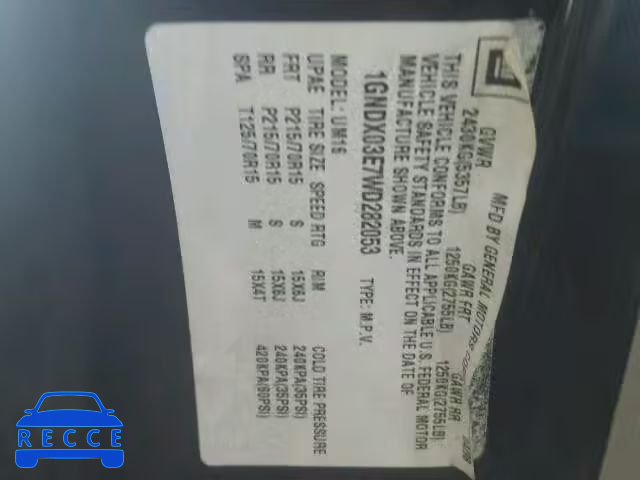 MFD BY GENERAL MOTORS CORP
GVWR GAWR FRT GAWR RR
2430KG(5357LB) 1250KG(2755LB) 1250KG(2755LB)
THIS VEHICLE CONFORMS TO ALL APPLICABLE U.S. FEDERAL MOTOR
VEHICLE SAFETY STANDARDS IN EFFECT ON THE DATE OF
MANUFACTURE SHOWN ABOVE.
1GNDX03E7WD282053 TYPE: M.P.V.
MODEL: UM16
UPAE TIRE SIZE SPEED RTG RIM COLD TIRE PRESSURE
FRT P215/70R15 S 15X6J 240KPA(35PSI)
RR P215/70R15 S 15X6J 240KPA(35PSI)
SPA T125/70R15 M 15X4T 420KPA(60PSI)
RECCE